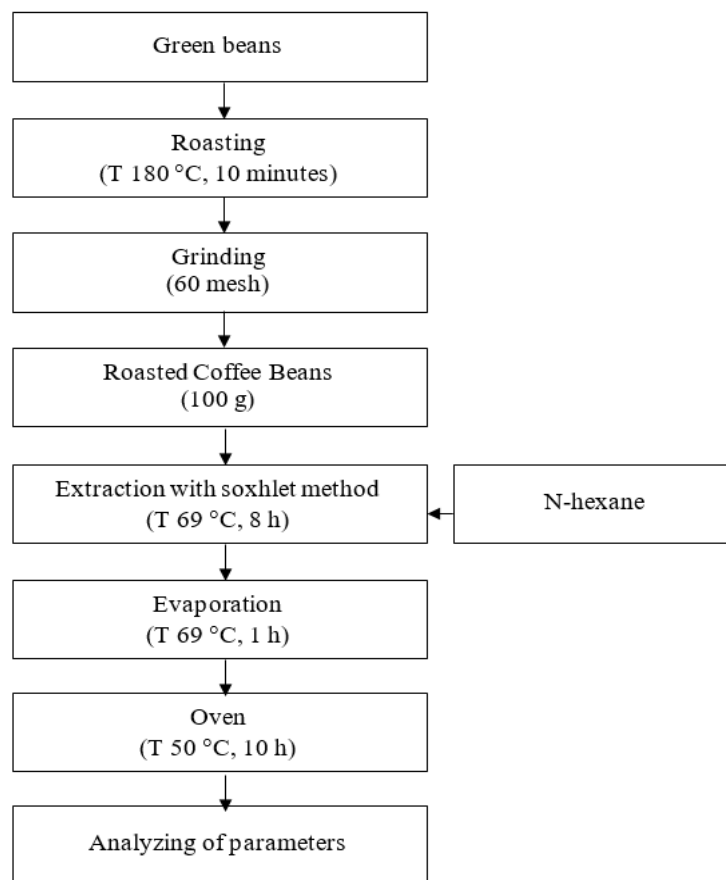 Green beans
Roasting
(T 180 °C, 10 minutes)
Grinding
(60 mesh)
Roasted Coffee Beans
(100 g)
Extraction with soxhlet method
(T 69 °C, 8 h)
N-hexane
Evaporation
(T 69 °C, 1 h)
Oven
(T 50 °C, 10 h)
Analyzing of parameters